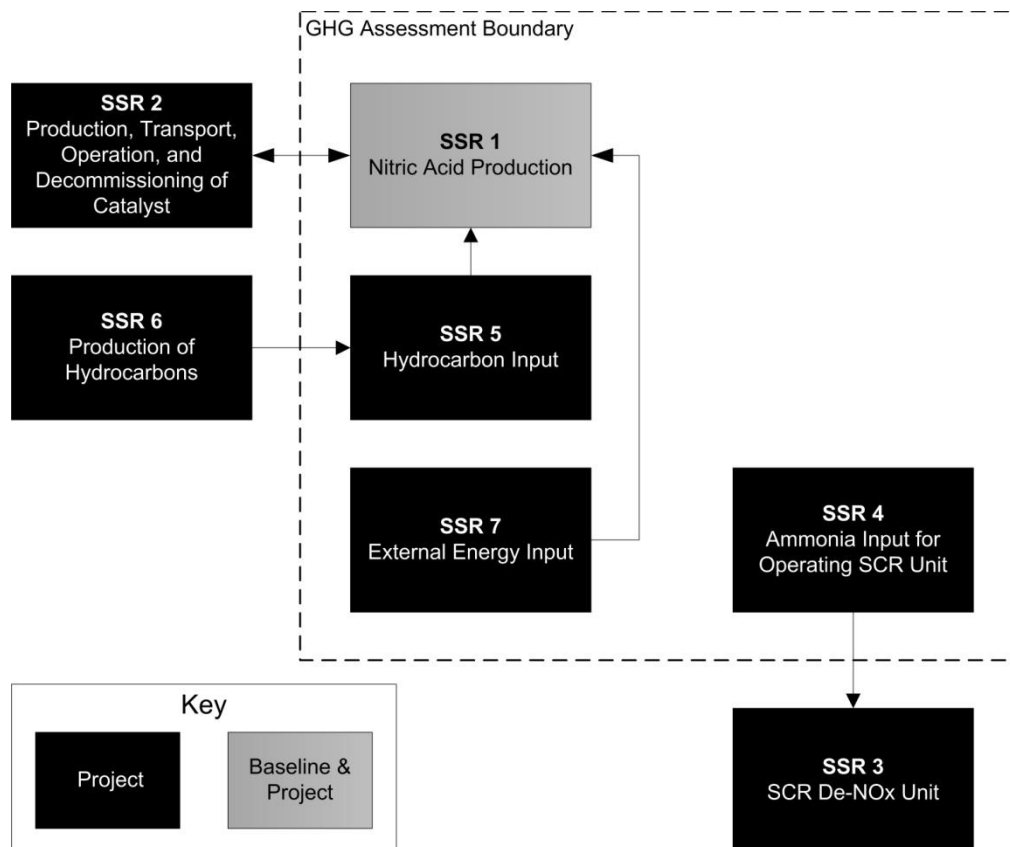 GHG Assessment Boundary
SSR 2
Production, Transport,
Operation, and
Decommissioning of
Catalyst
SSR 1
Nitric Acid Production
SSR 6
Production of
Hydrocarbons
SSR 5
Hydrocarbon Input
SSR 7
External Energy Input
SSR 4
Ammonia Input for
Operating SCR Unit
Key
Project
Baseline &
Project
SSR 3
SCR De-NOx Unit